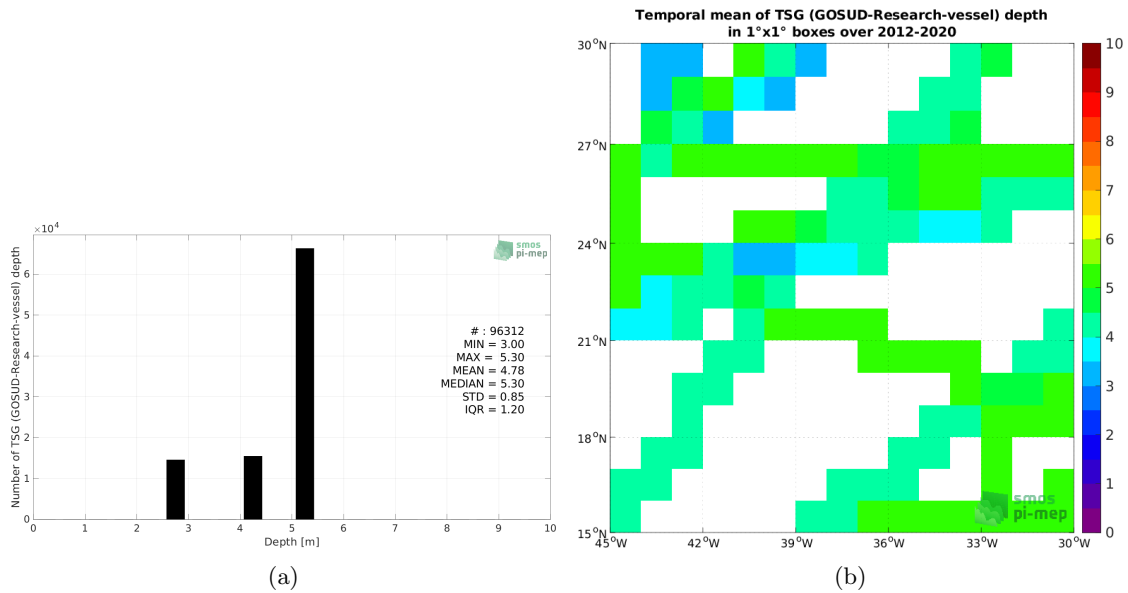 ×10⁴
Number of TSG (GOSUD-Research-vessel) depth
6
5
4
3
2
1
0
smos
pi-mep
# : 96312
MIN = 3.00
MAX = 5.30
MEAN = 4.78
MEDIAN = 5.30
STD = 0.85
IQR = 1.20
0 1 2 3 4 5 6 7 8 9 10
Depth [m]
(a)
Temporal mean of TSG (GOSUD-Research-vessel) depth
in 1°x1° boxes over 2012-2020
30°N
27°N
24°N
21°N
18°N
15°N
45°W 42°W 39°W 36°W 33°W 30°W
smos
pi-mep
10
9
8
7
6
5
4
3
2
1
0
(b)